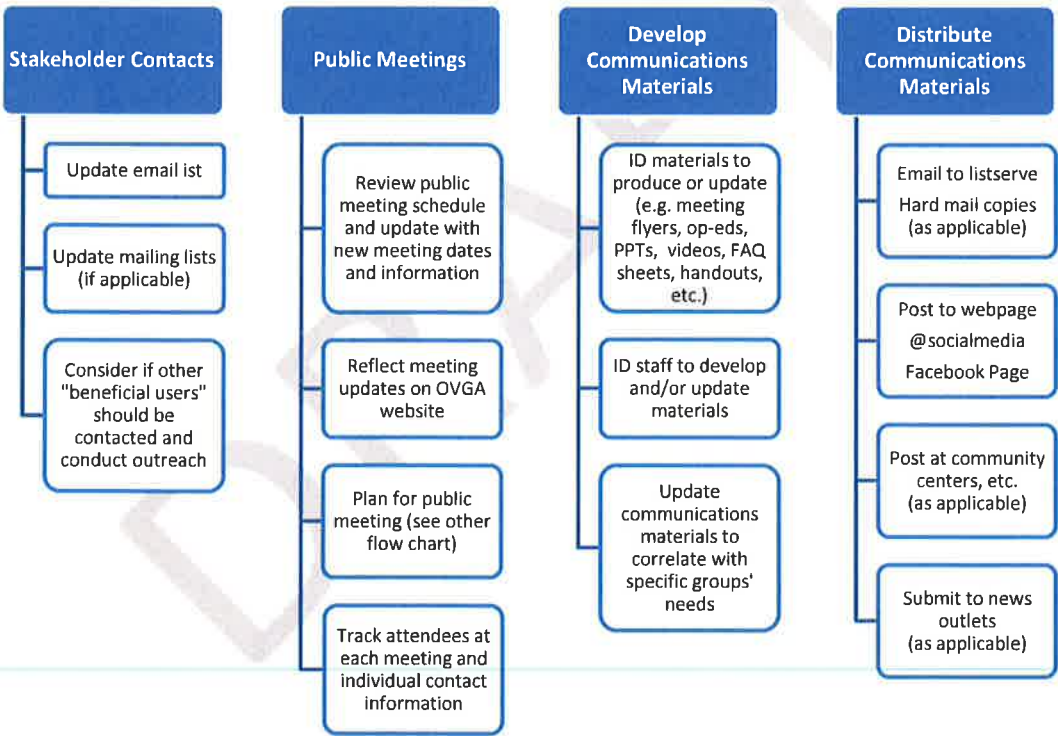 Stakeholder Contacts
Update email ist
Update mailing lists
(if applicable)
Consider if other
"beneficial users"
should be
contacted and
conduct outreach
Public Meetings
Review public
meeting schedule
and update with
new meeting dates
and information
Reflect meeting
updates on OVGA
website
Plan for public
meeting (see other
flow chart)
Track attendees at
each meeting and
individual contact
information
Develop
Communications
Materials
ID materials to
produce or update
(e.g. meeting
flyers, op-eds,
PPTs, videos, FAQ
sheets, handouts,
etc.)
ID staff to develop
and/or update
materials
Update
communications
materials to
correlate with
specific groups'
needs
Distribute
Communications
Materials
Email to listserve
Hard mail copies
(as applicable)
Post to webpage
@socialmedia
Facebook Page
Post at community
centers, etc.
(as applicable)
Submit to news
outlets
(as applicable)
DRAFT